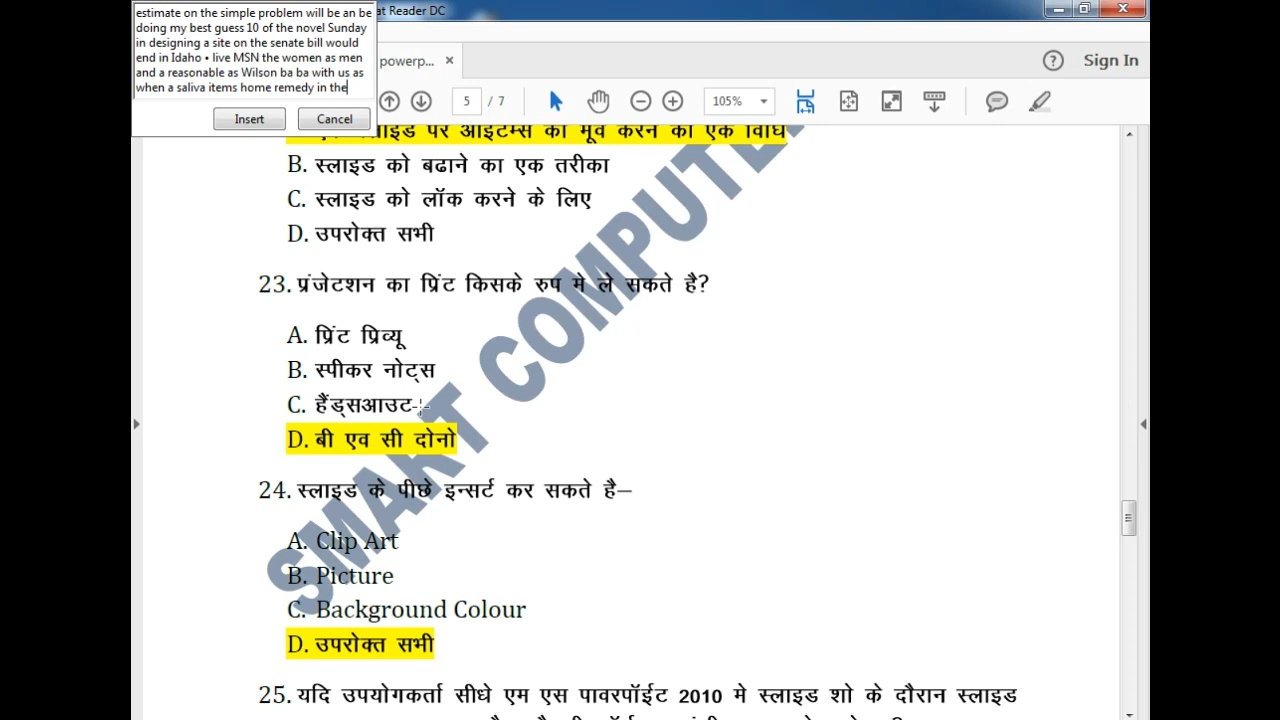 estimate on the simple problem will be an be
doing my best guess 10 of the novel Sunday
in designing a site on the senate bill would
end in Idaho • live MSN the women as men
and a reasonable as Wilson ba ba with us as
when a saliva items home remedy in the
Insert Cancel
at Reader DC
powerp... ×
Sign In
5 / 7
105%
स्लाइड पर आइटम्स को मूव करने की एक विधि
B. स्लाइड को बढाने का एक तरीका
C. स्लाइड को लॉक करने के लिए
D. उपरोक्त सभी
23. प्रंजेटशन का प्रिंट किसके रुप मे ले सकते है?
A. प्रिंट प्रिव्यू
B. स्पीकर नोट्स
C. हैंड्सआउट-
D. बी एव सी दोनो
24. स्लाइड के पीछे इन्सर्ट कर सकते है–
A. Clip Art
B. Picture
C. Background Colour
D. उपरोक्त सभी
25. यदि उपयोगकर्ता सीधे एम एस पावरपॉईट 2010 मे स्लाइड शो के दौरान स्लाइड
SMART COMPUTE